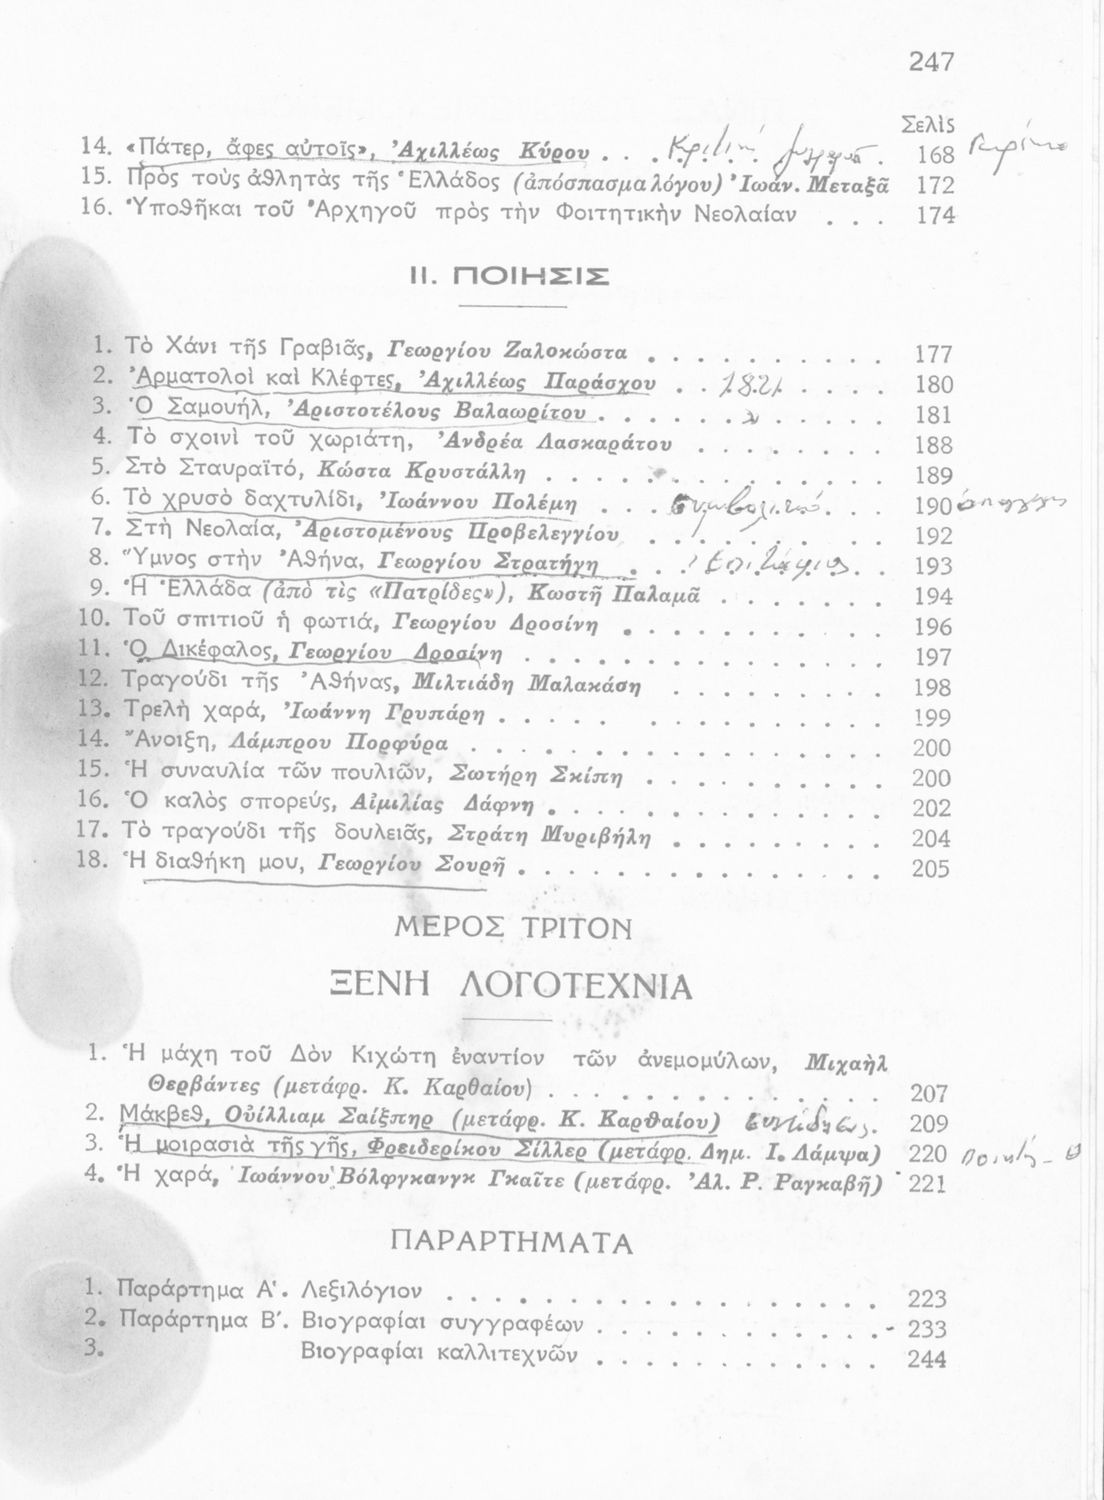 247
Σελὶς
14. «Πάτερ, ἄφες αὐτοῖς», Ἀχιλλέως Κύρου . . . Κριτική . . 168
15. Πρὸς τοὺς ἀθλητὰς τῆς Ἑλλάδος (ἀπόσπασμα λόγου) Ἰωάν. Μεταξᾶ 172
16. Ὑποθῆκαι τοῦ Ἀρχηγοῦ πρὸς τὴν Φοιτητικὴν Νεολαίαν . . . 174
II. ΠΟΙΗΣΙΣ
1. Τὸ Χάνι τῆς Γραβιᾶς, Γεωργίου Ζαλοκώστα . . . . . . . . . . 177
2. Ἀρματολοὶ καὶ Κλέφτες, Ἀχιλλέως Παράσχου . . 1821 . . . . 180
3. Ὁ Σαμουήλ, Ἀριστοτέλους Βαλαωρίτου . . . . . . . . . . . . 181
4. Τὸ σχοινὶ τοῦ χωριάτη, Ἀνδρέα Λασκαράτου . . . . . . . . 188
5. Στὸ Σταυραϊτό, Κώστα Κρυστάλλη . . . . . . . . . . . . . . 189
6. Τὸ χρυσὸ δαχτυλίδι, Ἰωάννου Πολέμη . . . συμβολικό . . . 190
7. Στὴ Νεολαία, Ἀριστομένους Προβελεγγίου . . . . . . . . . 192
8. Ὕμνος στὴν Ἀθήνα, Γεωργίου Στρατήγη . . . Ἐπιτάφιος . . 193
9. Ἡ Ἑλλάδα (ἀπὸ τὶς «Πατρίδες»), Κωστῆ Παλαμᾶ . . . . . . . 194
10. Τοῦ σπιτιοῦ ἡ φωτιά, Γεωργίου Δροσίνη . . . . . . . . . . 196
11. Ὁ Δικέφαλος, Γεωργίου Δροσίνη . . . . . . . . . . . . . . . 197
12. Τραγούδι τῆς Ἀθήνας, Μιλτιάδη Μαλακάση . . . . . . . . . 198
13. Τρελὴ χαρά, Ἰωάννη Γρυπάρη . . . . . . . . . . . . . . . 199
14. Ἄνοιξη, Λάμπρου Πορφύρα . . . . . . . . . . . . . . . . . 200
15. Ἡ συναυλία τῶν πουλιῶν, Σωτήρη Σκίπη . . . . . . . . . . 200
16. Ὁ καλὸς σπορεύς, Αἰμιλίας Δάφνη . . . . . . . . . . . . . 202
17. Τὸ τραγούδι τῆς δουλειᾶς, Στράτη Μυριβήλη . . . . . . . . . 204
18. Ἡ διαθήκη μου, Γεωργίου Σουρῆ . . . . . . . . . . . . . . . 205
ΜΕΡΟΣ ΤΡΙΤΟΝ
ΞΕΝΗ ΛΟΓΟΤΕΧΝΙΑ
1. Ἡ μάχη τοῦ Δὸν Κιχώτη ἐναντίον τῶν ἀνεμομύλων, Μιχαὴλ
Θερβάντες (μετάφρ. Κ. Καρθαίου) . . . . . . . . . . . . . . 207
2. Μάκβεθ, Οὐίλλιαμ Σαίξπηρ (μετάφρ. Κ. Καρθαίου) 209
3. Ἡ μοιρασιὰ τῆς γῆς, Φρειδερίκου Σίλλερ (μετάφρ. Δημ. Ι. Λάμψα) 220
4. Ἡ χαρά, Ἰωάννου Βόλφγκανγκ Γκαῖτε (μετάφρ. Ἀλ. Ρ. Ραγκαβῆ) 221
ΠΑΡΑΡΤΗΜΑΤΑ
1. Παράρτημα Α'. Λεξιλόγιον . . . . . . . . . . . . . . . . . . 223
2. Παράρτημα Β'. Βιογραφίαι συγγραφέων . . . . . . . . . . . . 233
3. Βιογραφίαι καλλιτεχνῶν . . . . . . . . . . . . 244